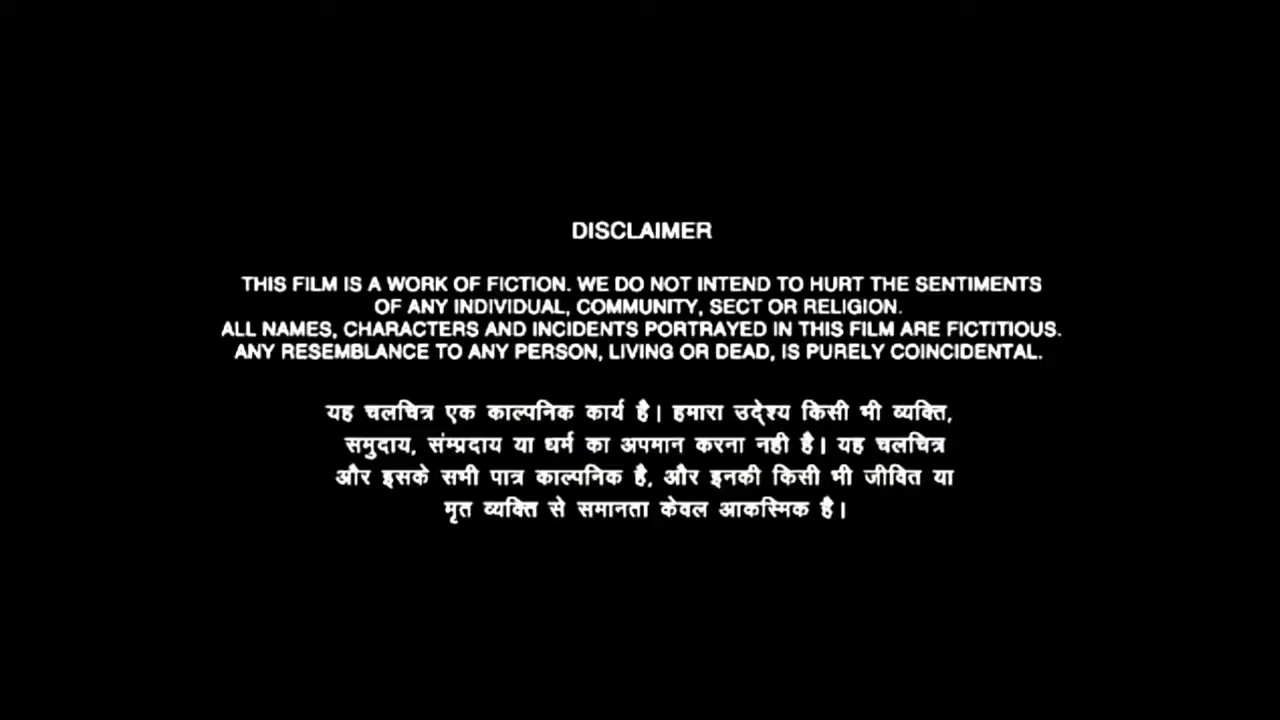 DISCLAIMER
THIS FILM IS A WORK OF FICTION. WE DO NOT INTEND TO HURT THE SENTIMENTS
OF ANY INDIVIDUAL, COMMUNITY, SECT OR RELIGION.
ALL NAMES, CHARACTERS AND INCIDENTS PORTRAYED IN THIS FILM ARE FICTITIOUS.
ANY RESEMBLANCE TO ANY PERSON, LIVING OR DEAD, IS PURELY COINCIDENTAL.
यह चलचित्र एक काल्पनिक कार्य है। हमारा उदे्श्य किसी भी व्यक्ति,
समुदाय, संम्प्रदाय या धर्म का अपमान करना नही है। यह चलचित्र
और इसके सभी पात्र काल्पनिक है, और इनकी किसी भी जीवित या
मृत व्यक्ति से समानता केवल आकस्मिक है।